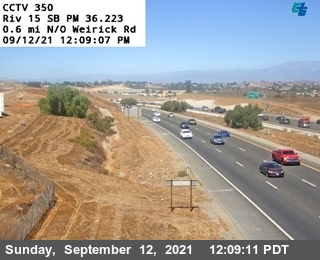 CCTV 350
Riv 15 SB PM 36.223
0.6 mi N/O Weirick Rd
09/12/21 12:09:07 PM
Sunday, September 12, 2021 12:09:11 PDT